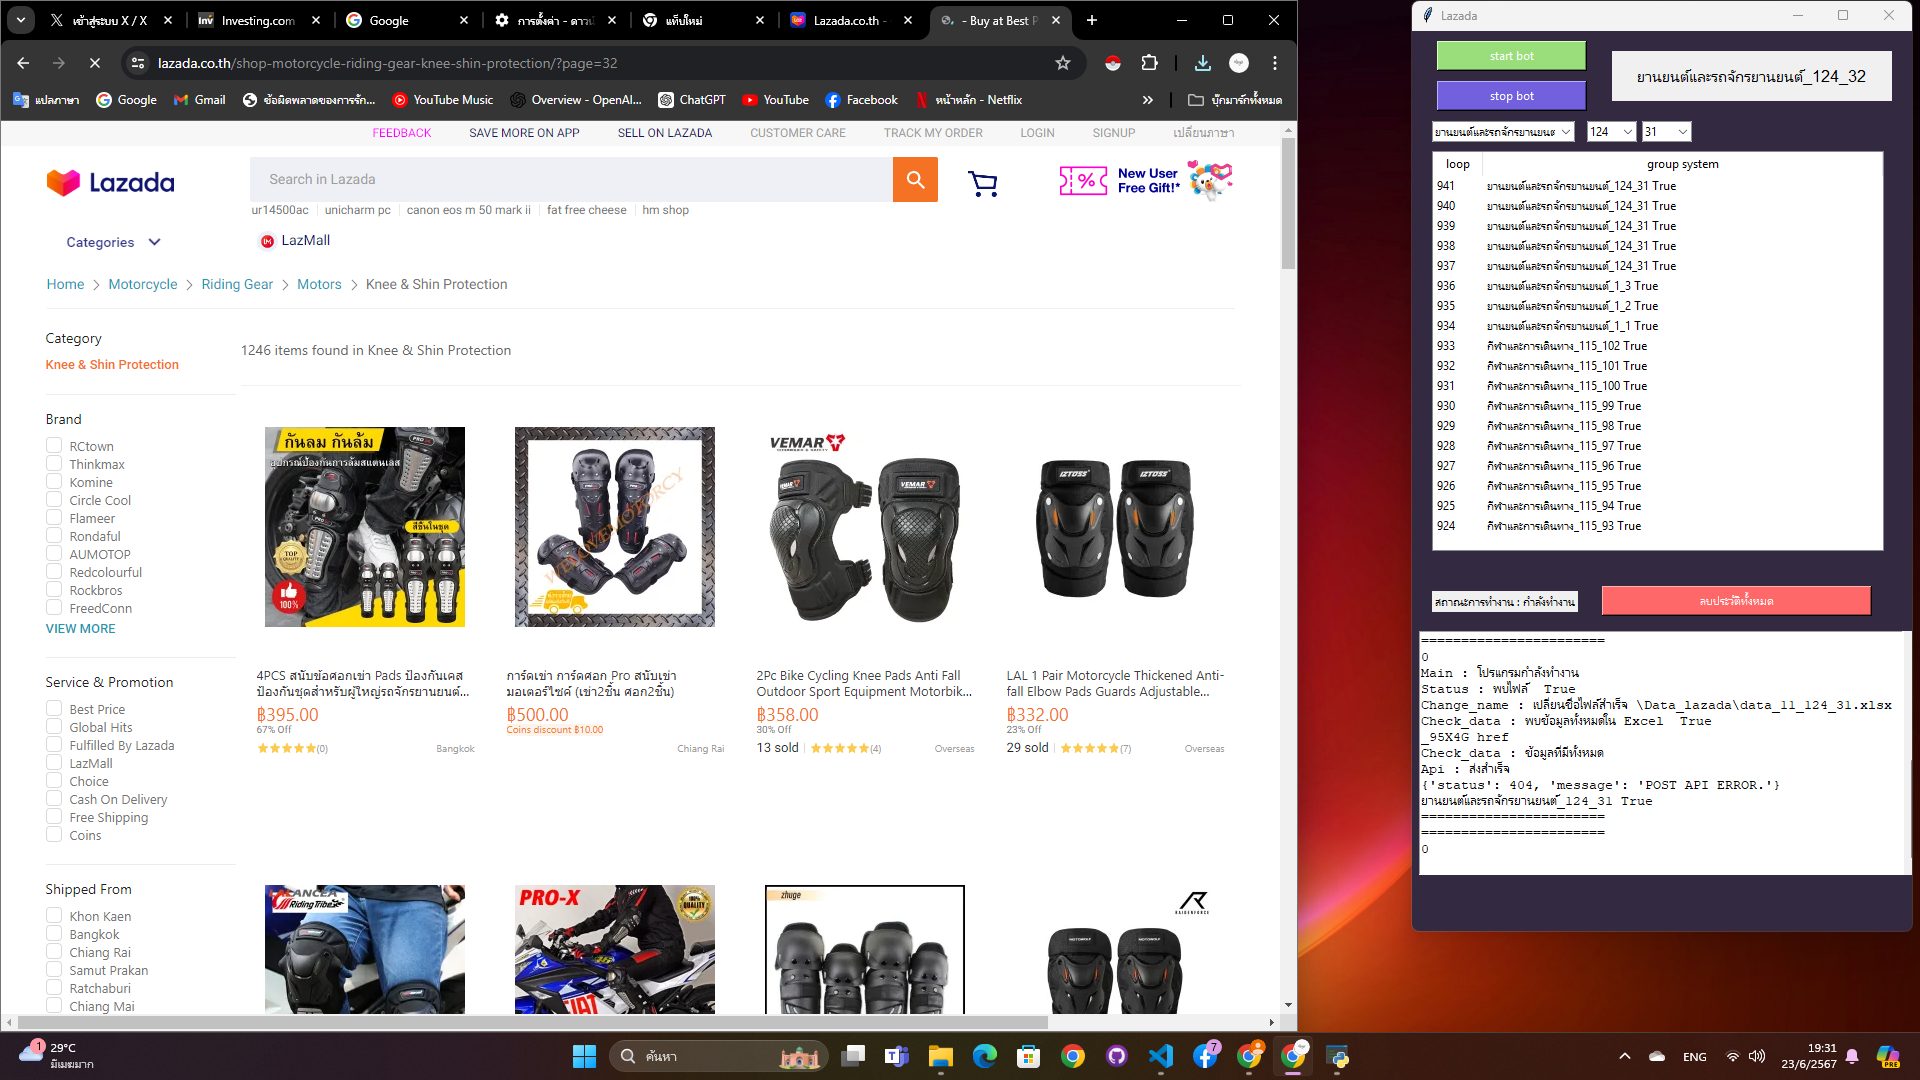 เข้าสู่ระบบ X / X
Investing.com
Google
การตั้งค่า - ดาวน์
แท็บใหม่
Lazada.co.th -
- Buy at Best P
lazada.co.th/shop-motorcycle-riding-gear-knee-shin-protection/?page=32
แปลภาษา
Google
Gmail
ข้อผิดพลาดของการรัก...
YouTube Music
Overview - OpenAI...
ChatGPT
YouTube
Facebook
หน้าหลัก - Netflix
บุ๊กมาร์กทั้งหมด
FEEDBACK
SAVE MORE ON APP
SELL ON LAZADA
CUSTOMER CARE
TRACK MY ORDER
LOGIN
SIGNUP
เปลี่ยนภาษา
Lazada
Search in Lazada
New User
Free Gift!*
ur14500ac
unicharm pc
canon eos m 50 mark ii
fat free cheese
hm shop
Categories
LazMall
Home
Motorcycle
Riding Gear
Motors
Knee & Shin Protection
Category
Knee & Shin Protection
1246 items found in Knee & Shin Protection
Brand
RCtown
Thinkmax
Komine
Circle Cool
Flameer
Rondaful
AUMOTOP
Redcolourful
Rockbros
FreedConn
VIEW MORE
Service & Promotion
Best Price
Global Hits
Fulfilled By Lazada
LazMall
Choice
Cash On Delivery
Free Shipping
Coins
Shipped From
Khon Kaen
Bangkok
Chiang Rai
Samut Prakan
Ratchaburi
Chiang Mai
กันลม กันล้ม
อุปกรณ์ป้องกันการล้มสแตนเลส
สี่ชิ้นในชุด
TOP
QUALITY
100%
VEMAR
IZTOSS
4PCS สนับข้อศอกเข่า Pads ป้องกันเคส
ป้องกันชุดสำหรับผู้ใหญ่รถจักรยานยนต์...
฿395.00
67% Off
(0)
Bangkok
การ์ดเข่า การ์ดศอก Pro สนับเข่า
มอเตอร์ไซค์ (เข่า2ชิ้น ศอก2ชิ้น)
฿500.00
Coins discount ฿10.00
Chiang Rai
2Pc Bike Cycling Knee Pads Anti Fall
Outdoor Sport Equipment Motorbik...
฿358.00
30% Off
13 sold
(4)
Overseas
LAL 1 Pair Motorcycle Thickened Anti-
fall Elbow Pads Guards Adjustable...
฿332.00
23% Off
29 sold
(7)
Overseas
Riding Tribe
PRO-X
100%
QUALITY
FIAT
zhuge
Lazada
start bot
stop bot
ยานยนต์และรถจักรยานยนต์_124_32
ยานยนต์และรถจักรยานยนต
124
31
loop
group system
941 ยานยนต์และรถจักรยานยนต์_124_31 True
940 ยานยนต์และรถจักรยานยนต์_124_31 True
939 ยานยนต์และรถจักรยานยนต์_124_31 True
938 ยานยนต์และรถจักรยานยนต์_124_31 True
937 ยานยนต์และรถจักรยานยนต์_124_31 True
936 ยานยนต์และรถจักรยานยนต์_1_3 True
935 ยานยนต์และรถจักรยานยนต์_1_2 True
934 ยานยนต์และรถจักรยานยนต์_1_1 True
933 กีฬาและการเดินทาง_115_102 True
932 กีฬาและการเดินทาง_115_101 True
931 กีฬาและการเดินทาง_115_100 True
930 กีฬาและการเดินทาง_115_99 True
929 กีฬาและการเดินทาง_115_98 True
928 กีฬาและการเดินทาง_115_97 True
927 กีฬาและการเดินทาง_115_96 True
926 กีฬาและการเดินทาง_115_95 True
925 กีฬาและการเดินทาง_115_94 True
924 กีฬาและการเดินทาง_115_93 True
สถาณะการทำงาน : กำลังทำงาน
ลบประวัติทั้งหมด
=======================
0
Main : โปรแกรมกำลังทำงาน
Status : พบไฟล์ True
Change_name : เปลี่ยนชื่อไฟล์สำเร็จ \Data_lazada\data_11_124_31.xlsx
Check_data : พบข้อมูลทั้งหมดใน Excel True
_95X4G href
Check_data : ข้อมูลที่มีทั้งหมด
Api : ส่งสำเร็จ
{'status': 404, 'message': 'POST API ERROR.'}
ยานยนต์และรถจักรยานยนต์_124_31 True
=======================
=======================
0
1
29°C
มีเมฆมาก
ค้นหา
7
ENG
19:31
23/6/2567
PRE